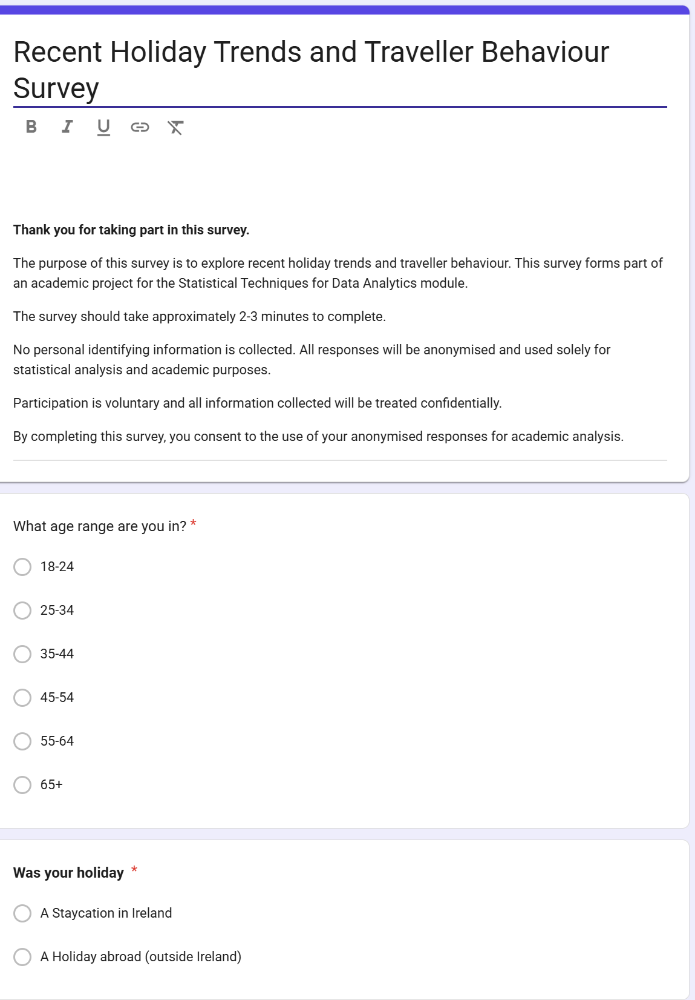 Recent Holiday Trends and Traveller Behaviour
Survey
B I U
Thank you for taking part in this survey.
The purpose of this survey is to explore recent holiday trends and traveller behaviour. This survey forms part of
an academic project for the Statistical Techniques for Data Analytics module.
The survey should take approximately 2-3 minutes to complete.
No personal identifying information is collected. All responses will be anonymised and used solely for
statistical analysis and academic purposes.
Participation is voluntary and all information collected will be treated confidentially.
By completing this survey, you consent to the use of your anonymised responses for academic analysis.
What age range are you in? *
18-24
25-34
35-44
45-54
55-64
65+
Was your holiday *
A Staycation in Ireland
A Holiday abroad (outside Ireland)